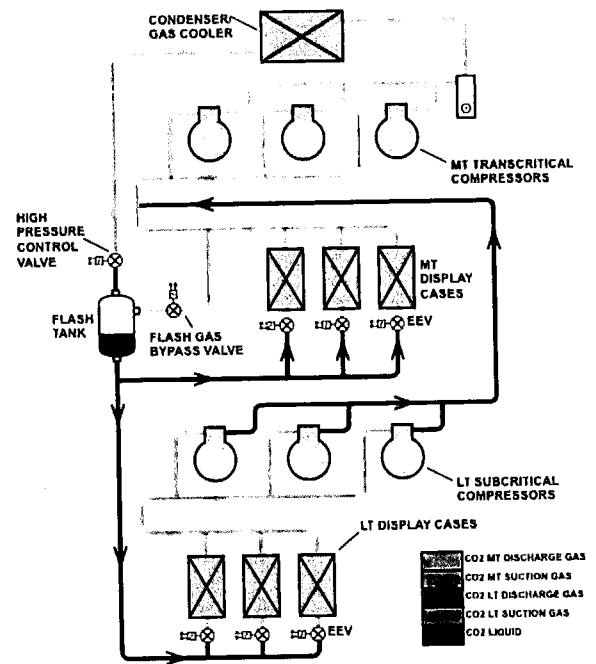 CONDENSER/
GAS COOLER
MT TRANSCRITICAL
COMPRESSORS
HIGH
PRESSURE
CONTROL
VALVE
MT
DISPLAY
CASES
FLASH
TANK
FLASH GAS
BYPASS VALVE
EEV
LT SUBCRITICAL
COMPRESSORS
LT DISPLAY CASES
CO2 MT DISCHARGE GAS
CO2 MT SUCTION GAS
CO2 LT DISCHARGE GAS
CO2 LT SUCTION GAS
CO2 LIQUID
EEV